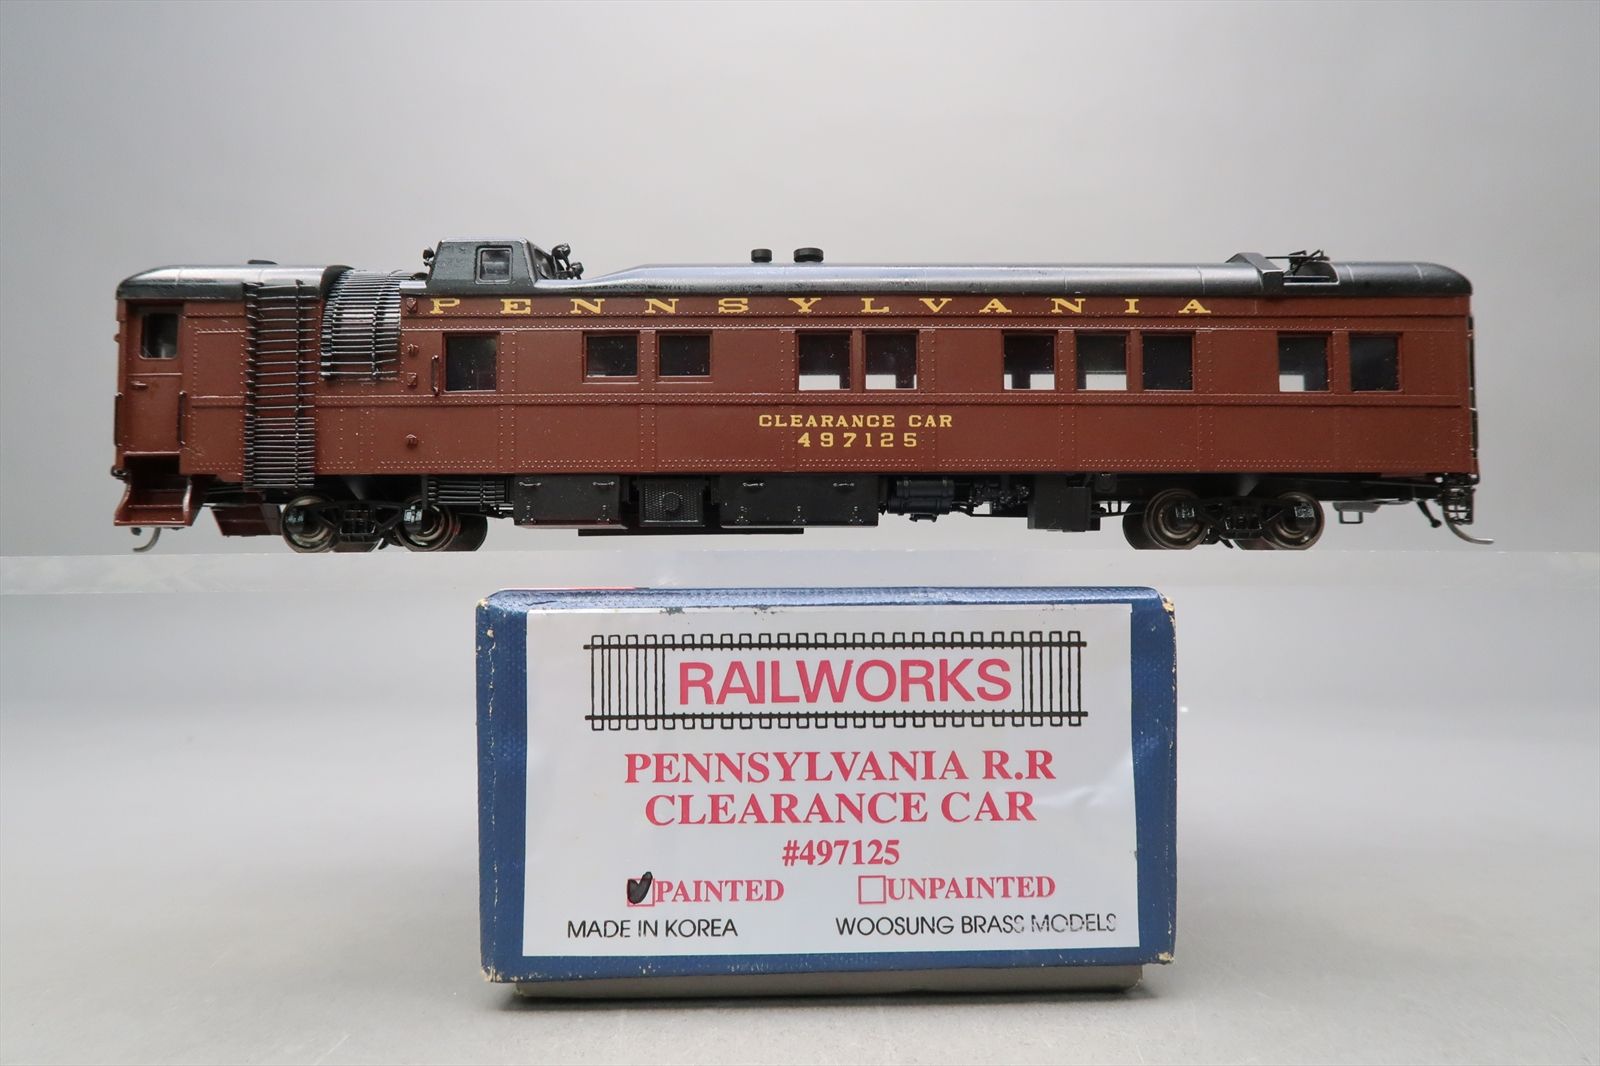 PENNSYLVANIA
CLEARANCE CAR
497125
RAILWORKS
PENNSYLVANIA R.R
CLEARANCE CAR
#497125
PAINTED UNPAINTED
MADE IN KOREA WOOSUNG BRASS MODELS